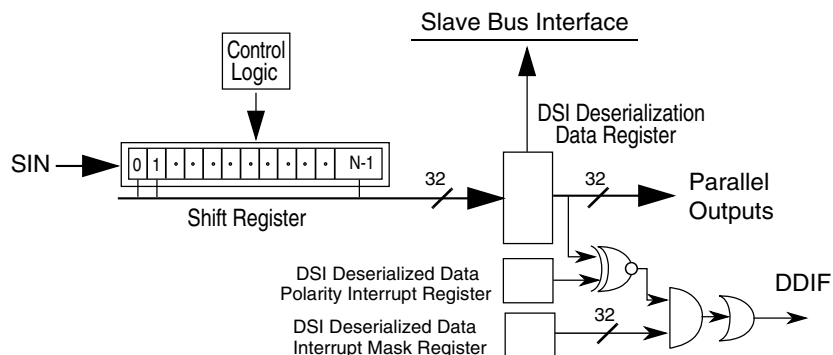 Slave Bus Interface
Control
Logic
DSI Deserialization
Data Register
SIN
0 1 · · · · · · · · · N-1
32
32
Parallel
Outputs
Shift Register
DSI Deserialized Data
Polarity Interrupt Register
DDIF
DSI Deserialized Data
Interrupt Mask Register
32